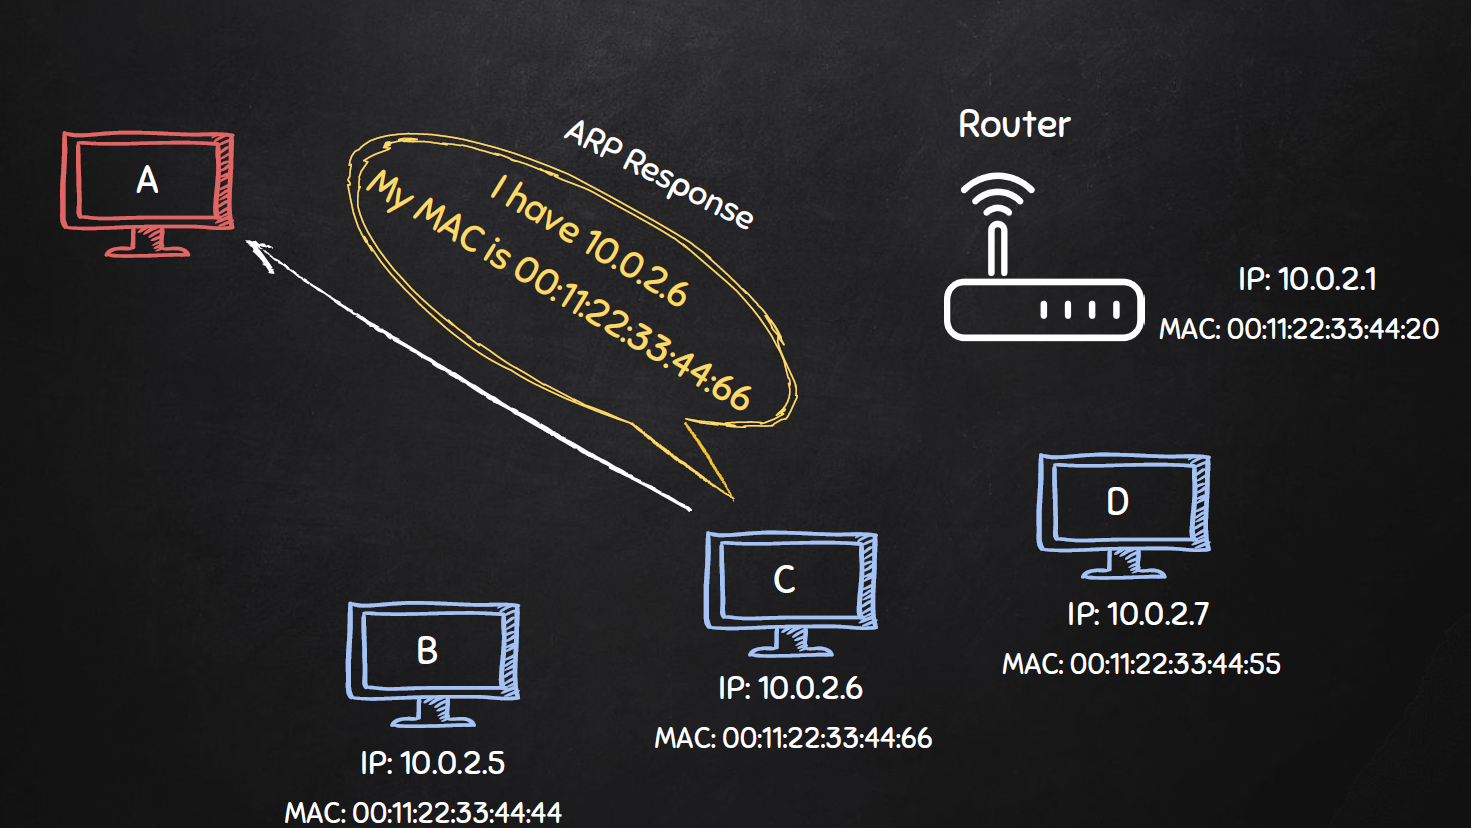 A
ARP Response
I have 10.0.2.6
My MAC is 00:11:22:33:44:66
Router
IP: 10.0.2.1
MAC: 00:11:22:33:44:20
D
IP: 10.0.2.7
MAC: 00:11:22:33:44:55
C
IP: 10.0.2.6
MAC: 00:11:22:33:44:66
B
IP: 10.0.2.5
MAC: 00:11:22:33:44:44